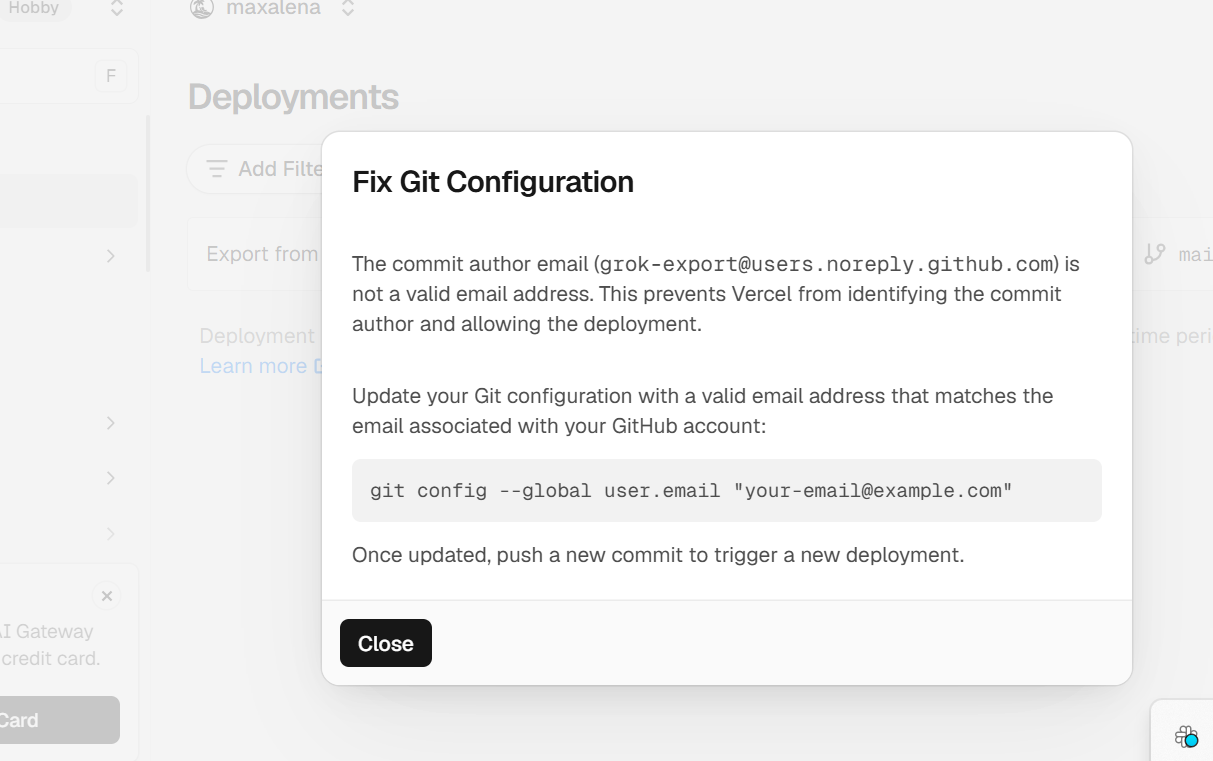 Hobby
maxalena
F
Deployments
Add Filte
Fix Git Configuration
Export from
mai
The commit author email (grok-export@users.noreply.github.com) is
not a valid email address. This prevents Vercel from identifying the commit
author and allowing the deployment.
Deployment
time peri
Learn more
Update your Git configuration with a valid email address that matches the
email associated with your GitHub account:
git config --global user.email "your-email@example.com"
Once updated, push a new commit to trigger a new deployment.
AI Gateway
credit card.
Close
Card